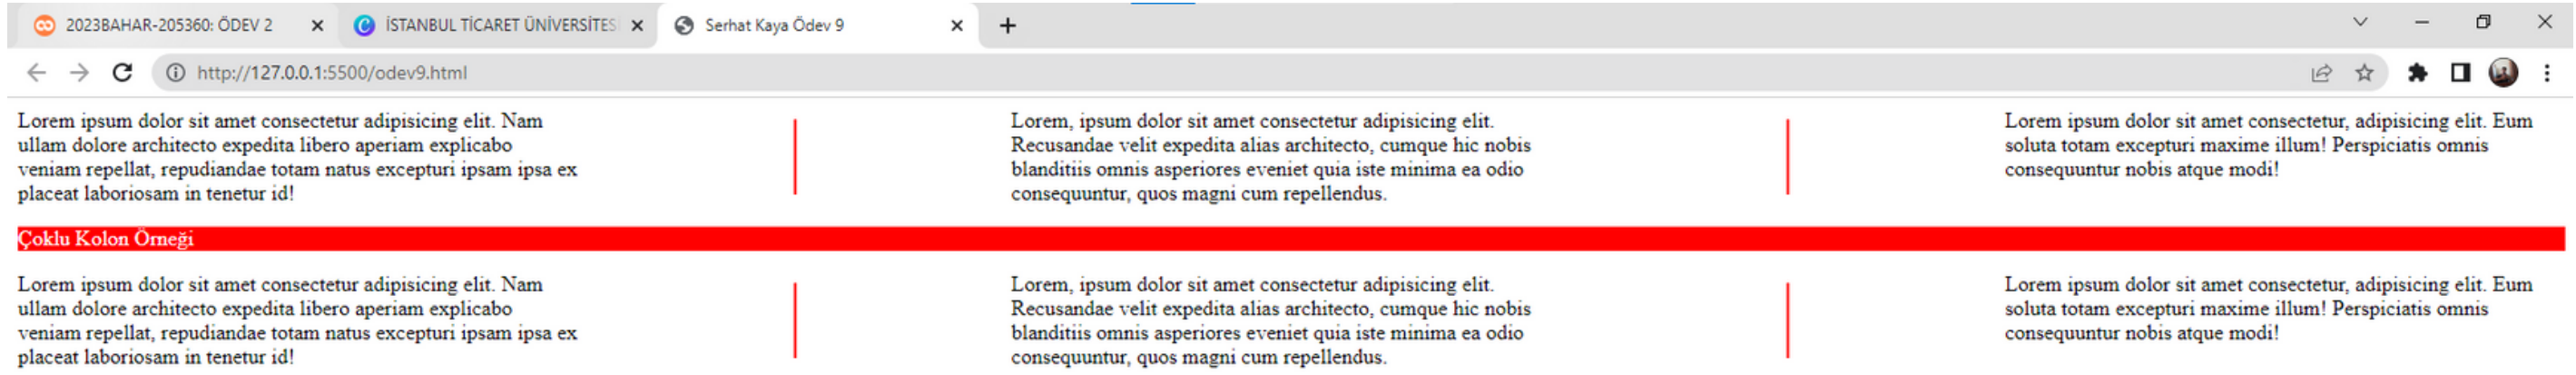 2023BAHAR-205360: ÖDEV 2
İSTANBUL TİCARET ÜNİVERSİTES
Serhat Kaya Ödev 9
http://127.0.0.1:5500/odev9.html
Lorem ipsum dolor sit amet consectetur adipisicing elit. Nam
ullam dolore architecto expedita libero aperiam explicabo
veniam repellat, repudiandae totam natus excepturi ipsam ipsa ex
placeat laboriosam in tenetur id!
Lorem, ipsum dolor sit amet consectetur adipisicing elit.
Recusandae velit expedita alias architecto, cumque hic nobis
blanditiis omnis asperiores eveniet quia iste minima ea odio
consequuntur, quos magni cum repellendus.
Lorem ipsum dolor sit amet consectetur, adipisicing elit. Eum
soluta totam excepturi maxime illum! Perspiciatis omnis
consequuntur nobis atque modi!
Çoklu Kolon Örneği
Lorem ipsum dolor sit amet consectetur adipisicing elit. Nam
ullam dolore architecto expedita libero aperiam explicabo
veniam repellat, repudiandae totam natus excepturi ipsam ipsa ex
placeat laboriosam in tenetur id!
Lorem, ipsum dolor sit amet consectetur adipisicing elit.
Recusandae velit expedita alias architecto, cumque hic nobis
blanditiis omnis asperiores eveniet quia iste minima ea odio
consequuntur, quos magni cum repellendus.
Lorem ipsum dolor sit amet consectetur, adipisicing elit. Eum
soluta totam excepturi maxime illum! Perspiciatis omnis
consequuntur nobis atque modi!